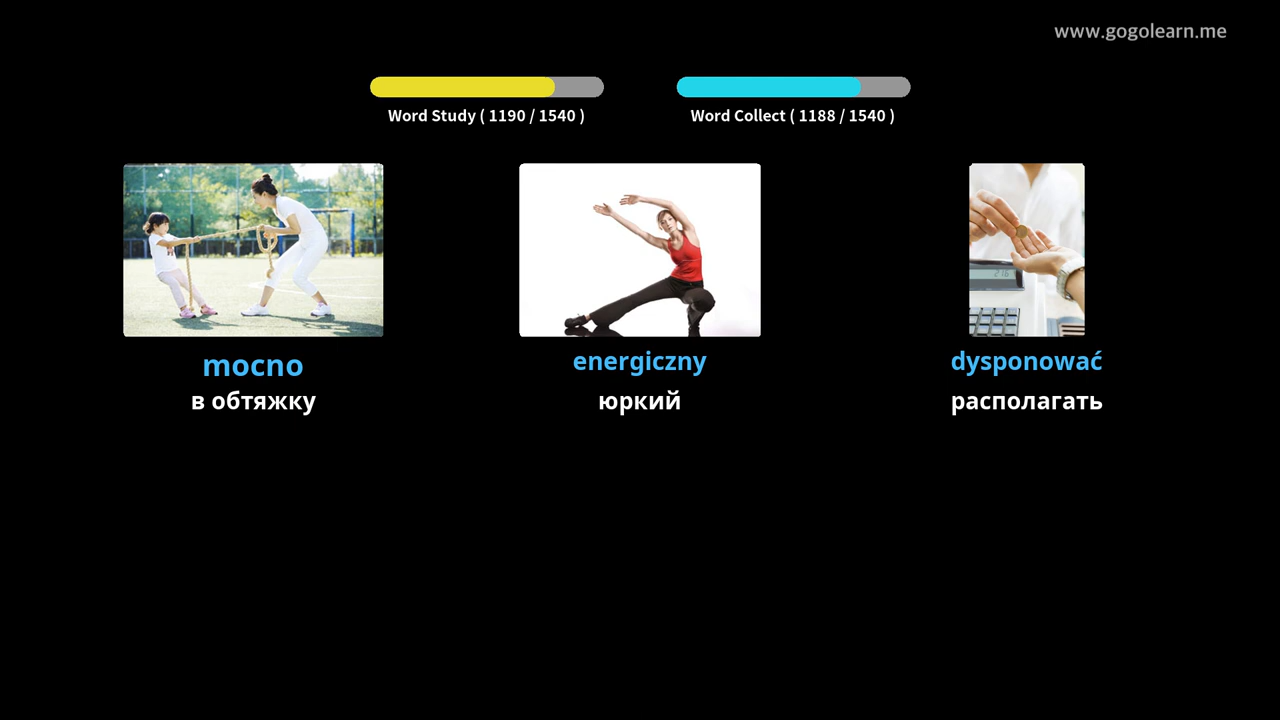 www.gogolearn.me
Word Study ( 1190 / 1540 )
Word Collect ( 1188 / 1540 )
mocno
energiczny
dysponować
в обтяжку
юркий
располагать